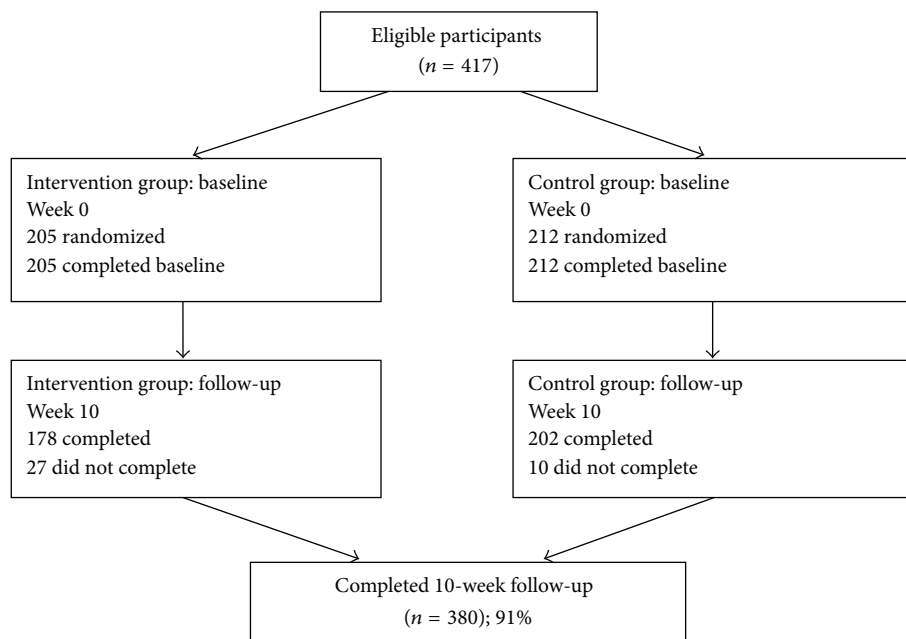 Eligible participants
(n = 417)
Intervention group: baseline
Week 0
205 randomized
205 completed baseline
Control group: baseline
Week 0
212 randomized
212 completed baseline
Intervention group: follow-up
Week 10
178 completed
27 did not complete
Control group: follow-up
Week 10
202 completed
10 did not complete
Completed 10-week follow-up
(n = 380); 91%